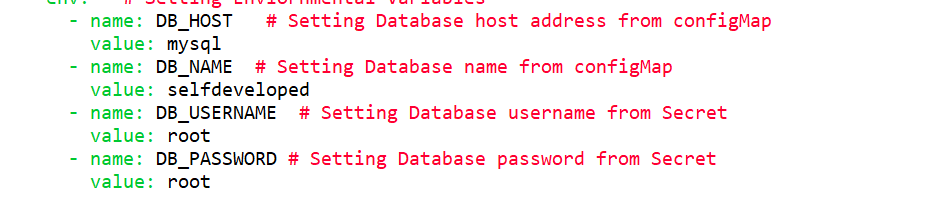 env: # Setting Enviornmental Variables
- name: DB_HOST # Setting Database host address from configMap
value: mysql
- name: DB_NAME # Setting Database name from configMap
value: selfdeveloped
- name: DB_USERNAME # Setting Database username from Secret
value: root
- name: DB_PASSWORD # Setting Database password from Secret
value: root